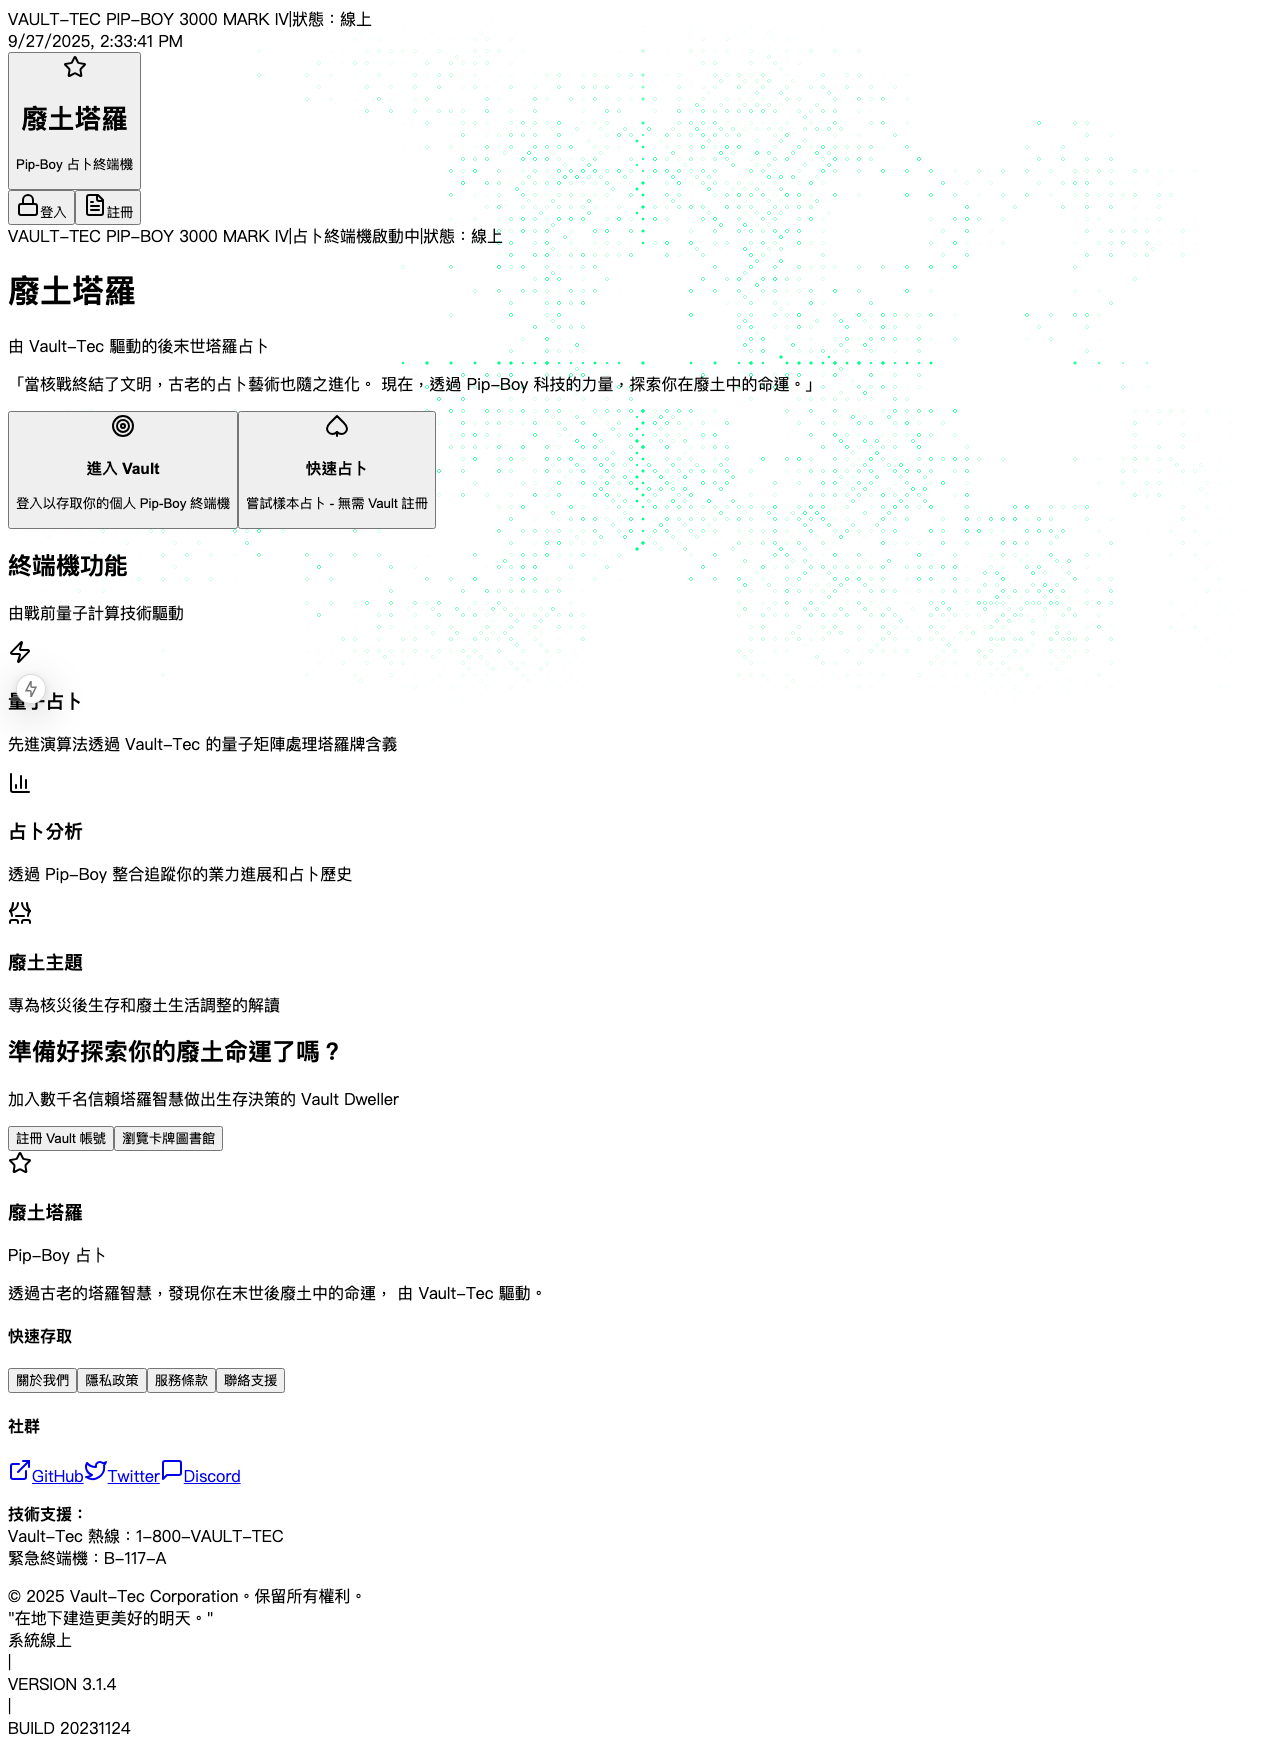 VAULT-TEC PIP-BOY 3000 MARK IV|狀態：線上
9/27/2025, 2:33:41 PM
廢土塔羅
Pip-Boy 占卜終端機
登入 註冊
VAULT-TEC PIP-BOY 3000 MARK IV|占卜終端機啟動中|狀態：線上
廢土塔羅
由 Vault-Tec 驅動的後末世塔羅占卜
「當核戰終結了文明，古老的占卜藝術也隨之進化。 現在，透過 Pip-Boy 科技的力量，探索你在廢土中的命運。」
進入 Vault 快速占卜
登入以存取你的個人 Pip-Boy 終端機 嘗試樣本占卜 - 無需 Vault 註冊
終端機功能
由戰前量子計算技術驅動
量子占卜
先進演算法透過 Vault-Tec 的量子矩陣處理塔羅牌含義
占卜分析
透過 Pip-Boy 整合追蹤你的業力進展和占卜歷史
廢土主題
專為核災後生存和廢土生活調整的解讀
準備好探索你的廢土命運了嗎？
加入數千名信賴塔羅智慧做出生存決策的 Vault Dweller
註冊 Vault 帳號 瀏覽卡牌圖書館
廢土塔羅
Pip-Boy 占卜
透過古老的塔羅智慧，發現你在末世後廢土中的命運， 由 Vault-Tec 驅動。
快速存取
關於我們 隱私政策 服務條款 聯絡支援
社群
GitHub Twitter Discord
技術支援：
Vault-Tec 熱線：1-800-VAULT-TEC
緊急終端機：B-117-A
© 2025 Vault-Tec Corporation。保留所有權利。
"在地下建造更美好的明天。"
系統線上
|
VERSION 3.1.4
|
BUILD 20231124